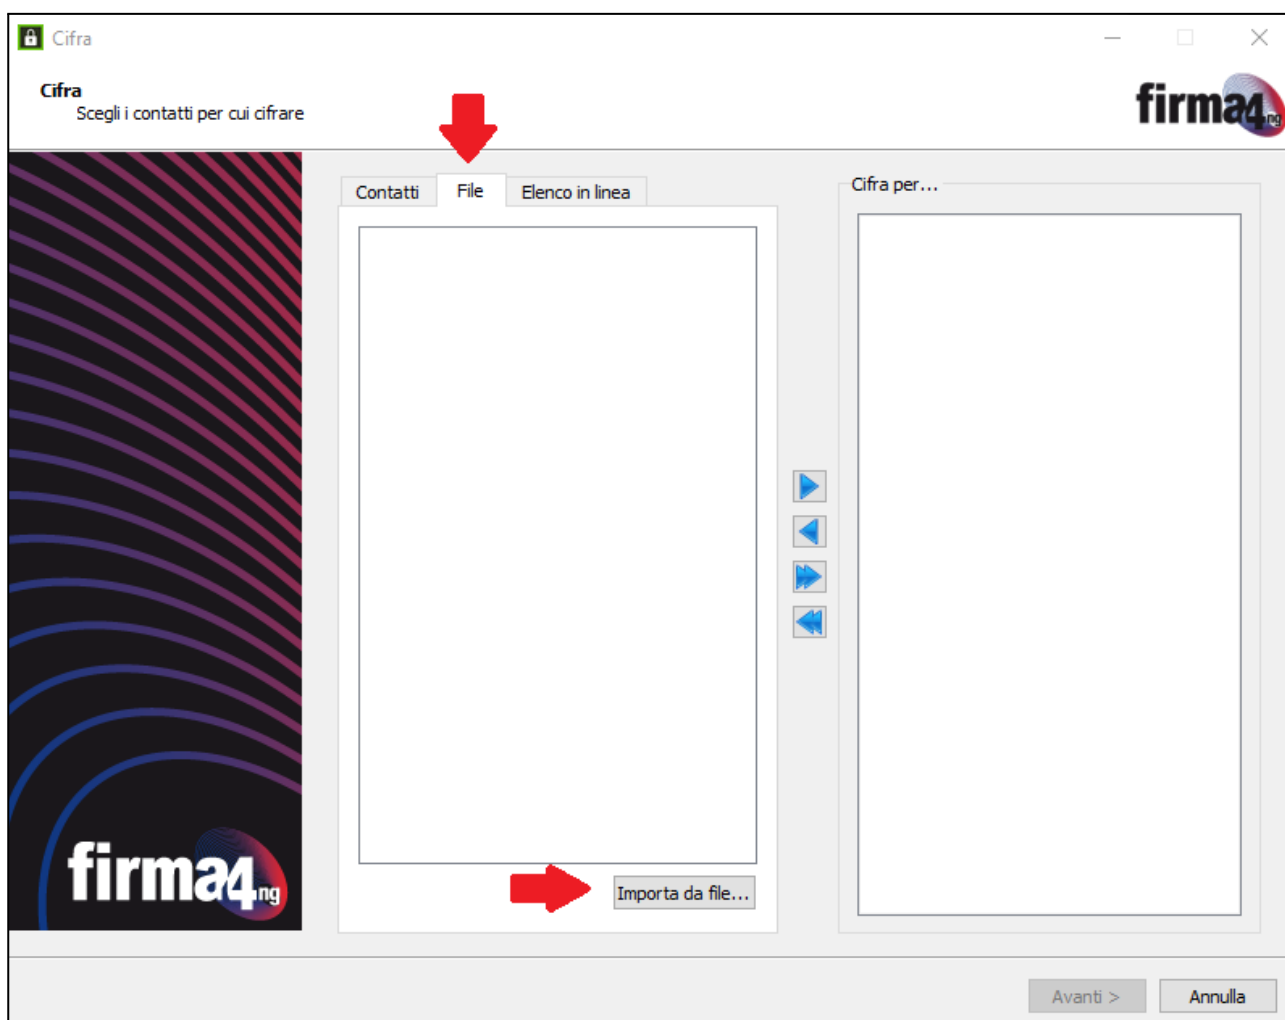 Cifra
Cifra
Scegli i contatti per cui cifrare
firma4ng
Contatti File Elenco in linea
Cifra per...
Importa da file...
firma4ng
Avanti > Annulla